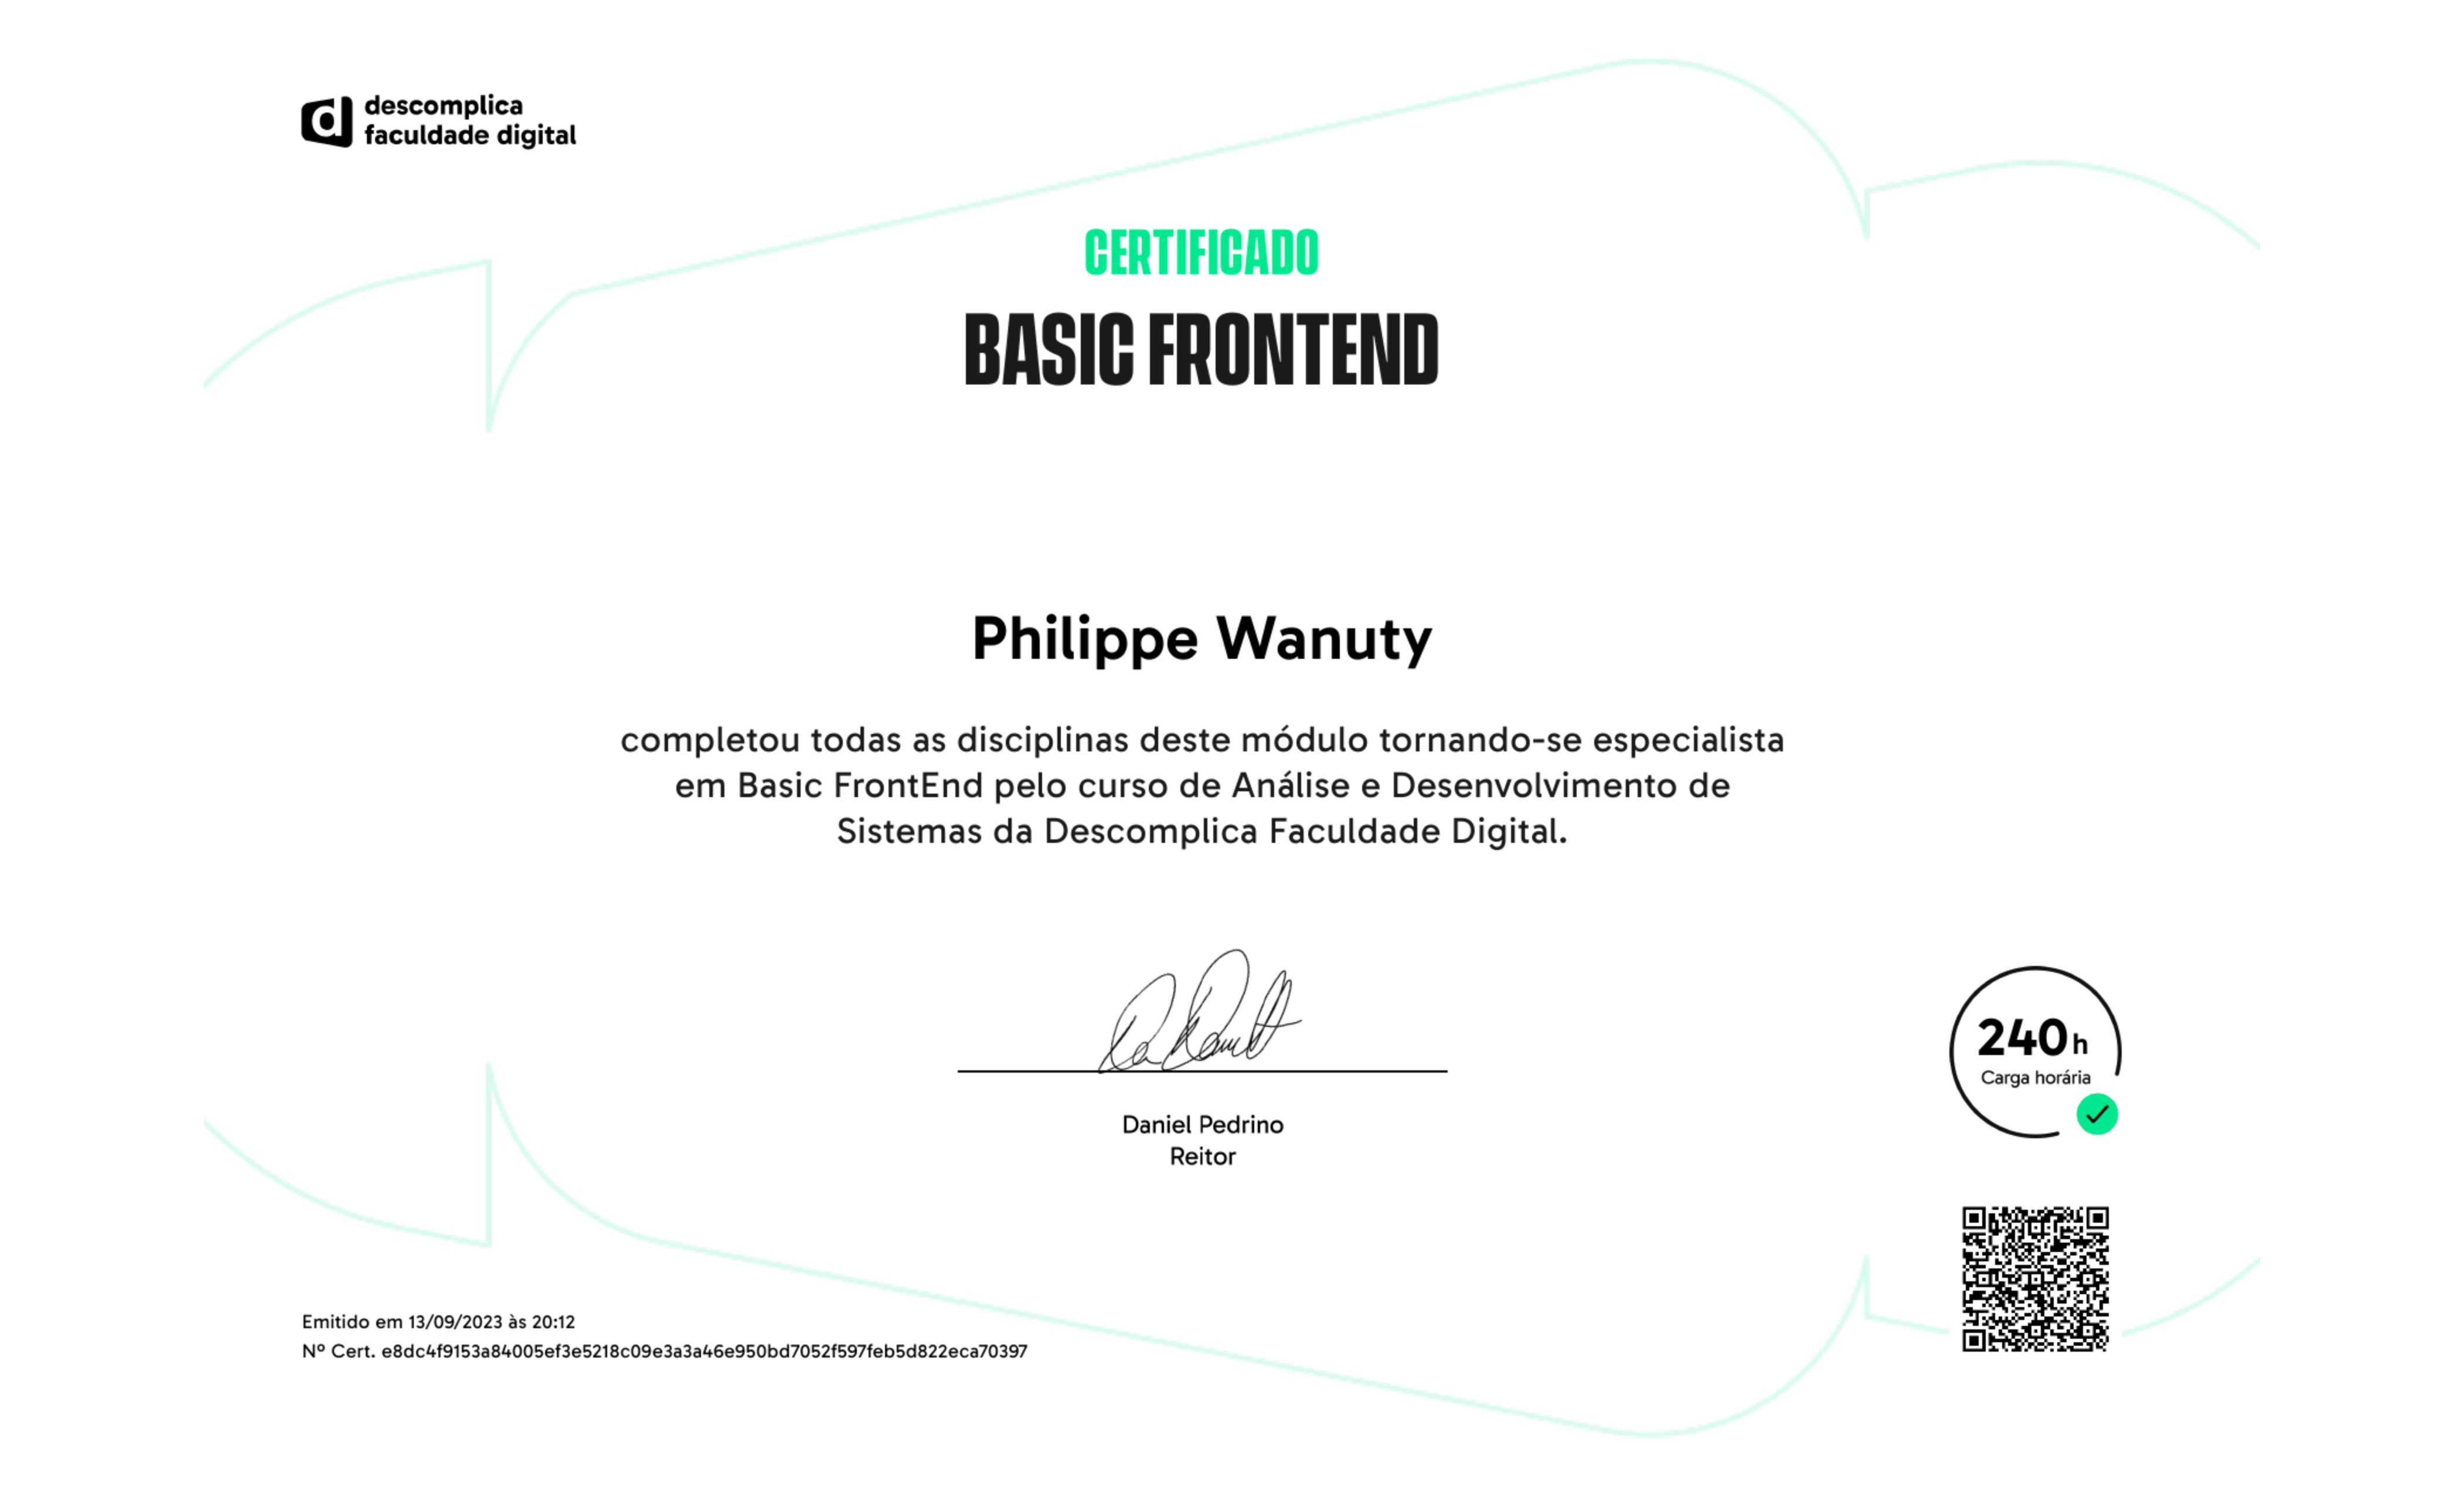 descomplica
faculdade digital
CERTIFICADO
BASIC FRONTEND
Philippe Wanuty
completou todas as disciplinas deste módulo tornando-se especialista
em Basic FrontEnd pelo curso de Análise e Desenvolvimento de
Sistemas da Descomplica Faculdade Digital.
Daniel Pedrino
Reitor
240 h
Carga horária
Emitido em 13/09/2023 às 20:12
Nº Cert. e8dc4f9153a84005ef3e5218c09e3a3a46e950bd7052f597feb5d822eca70397